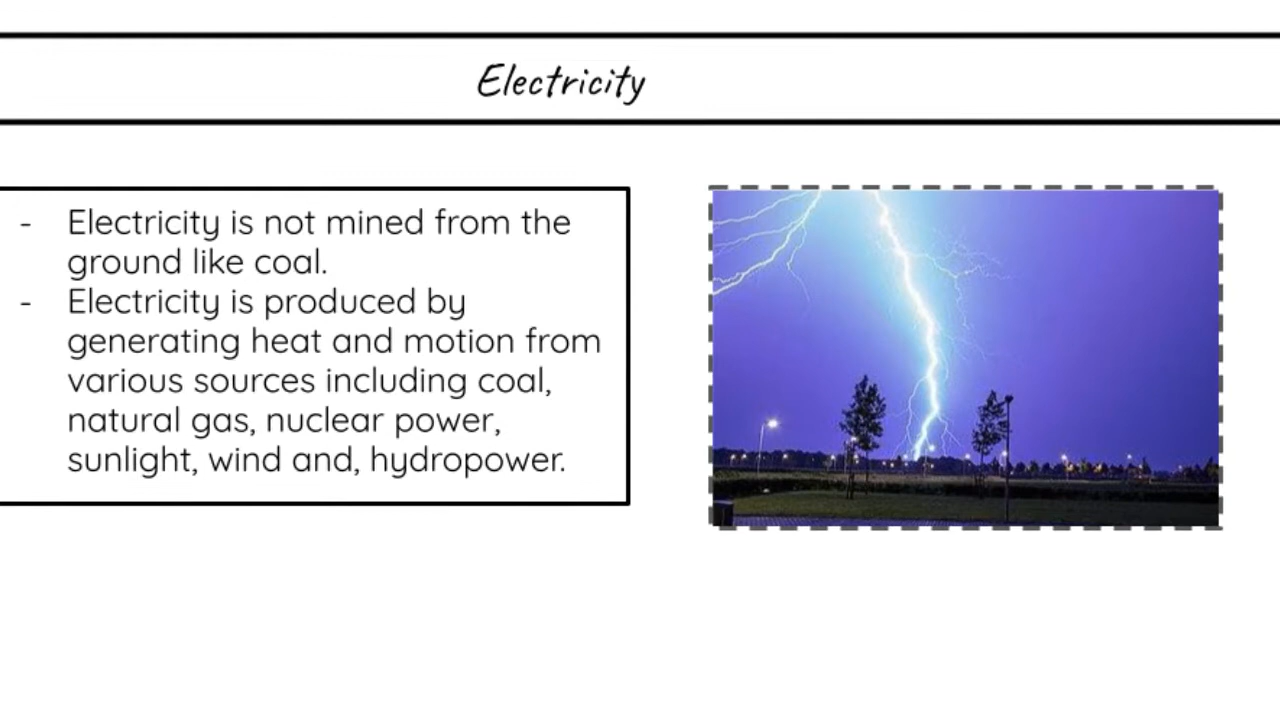 Electricity
- Electricity is not mined from the
ground like coal.
- Electricity is produced by
generating heat and motion from
various sources including coal,
natural gas, nuclear power,
sunlight, wind and, hydropower.